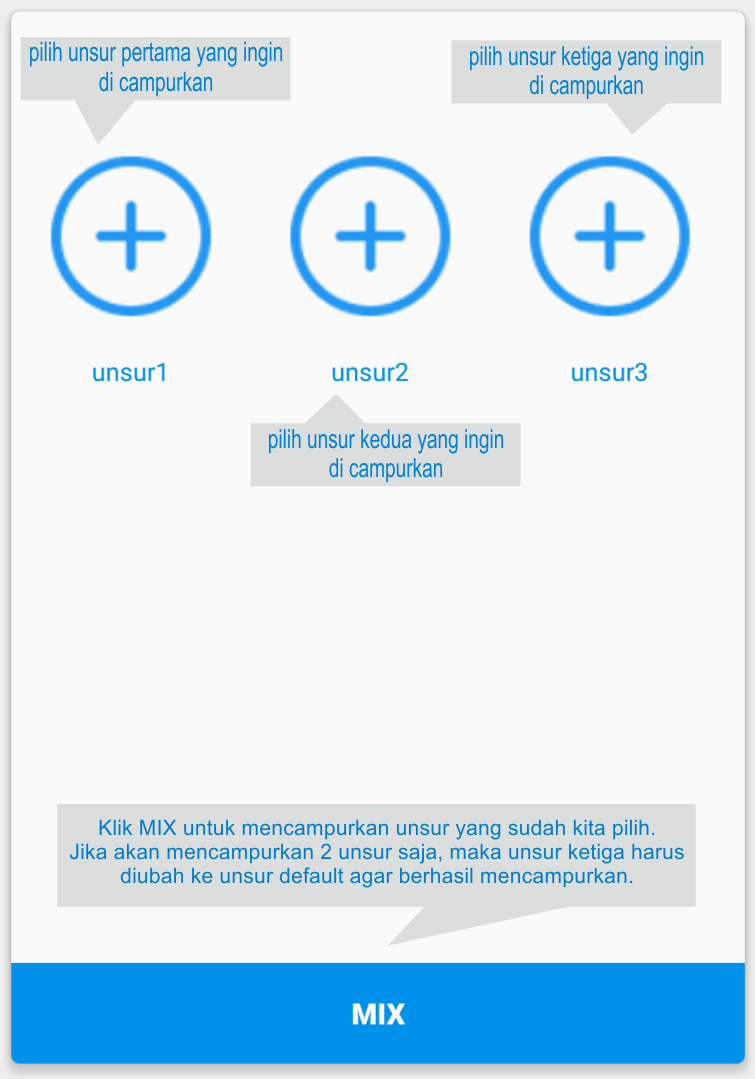 pilih unsur pertama yang ingin
di campurkan
pilih unsur ketiga yang ingin
di campurkan
unsur1
unsur2
unsur3
pilih unsur kedua yang ingin
di campurkan
Klik MIX untuk mencampurkan unsur yang sudah kita pilih.
Jika akan mencampurkan 2 unsur saja, maka unsur ketiga harus
diubah ke unsur default agar berhasil mencampurkan.
MIX